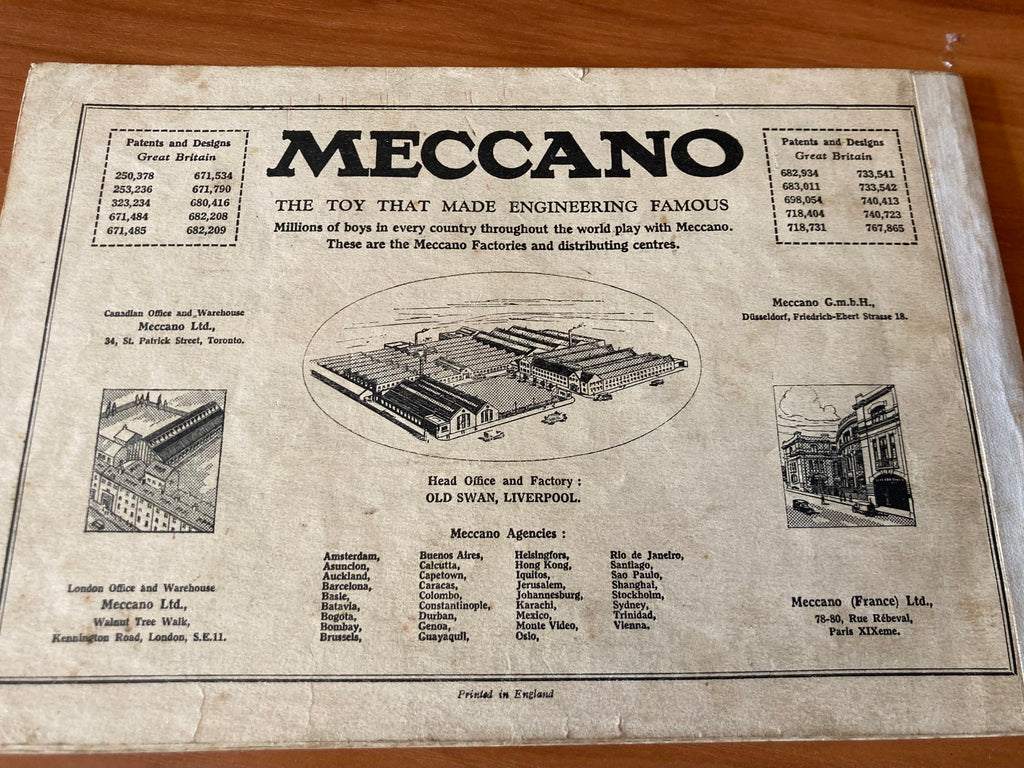 MECCANO
THE TOY THAT MADE ENGINEERING FAMOUS
Millions of boys in every country throughout the world play with Meccano.
These are the Meccano Factories and distributing centres.
Patents and Designs
Great Britain
250,378 671,534
253,236 671,790
323,234 680,416
671,484 682,208
671,485 682,209
Patents and Designs
Great Britain
682,934 733,541
683,011 733,542
698,054 740,413
718,404 740,723
718,731 767,865
Canadian Office and Warehouse
Meccano Ltd.,
34, St. Patrick Street, Toronto.
Meccano G.m.b.H.,
Düsseldorf, Friedrich-Ebert Strasse 18.
Head Office and Factory :
OLD SWAN, LIVERPOOL.
Meccano Agencies :
Amsterdam, Buenos Aires, Helsingfors, Rio de Janeiro,
Asuncion, Calcutta, Hong Kong, Santiago,
Auckland, Capetown, Iquitos, Sao Paulo,
Barcelona, Caracas, Jerusalem, Shanghai,
Basle, Colombo, Johannesburg, Stockholm,
Batavia, Constantinople, Karachi, Sydney,
Bogota, Durban, Mexico, Trinidad,
Bombay, Genoa, Monte Video, Vienna.
Brussels, Guayaquil, Oslo,
London Office and Warehouse
Meccano Ltd.,
Walnut Tree Walk,
Kennington Road, London, S.E.11.
Meccano (France) Ltd.,
78-80, Rue Rébeval,
Paris XIXeme.
Printed in England